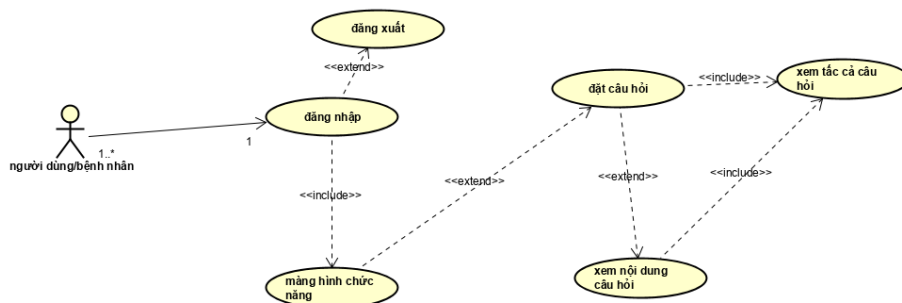 đăng xuất
<<extend>>
đăng nhập
1
1..*
người dùng/bệnh nhân
<<include>>
màng hình chức
năng
<<extend>>
đặt câu hỏi
<<include>>
xem tắc cả câu
hỏi
<<extend>>
<<include>>
xem nội dung
câu hỏi